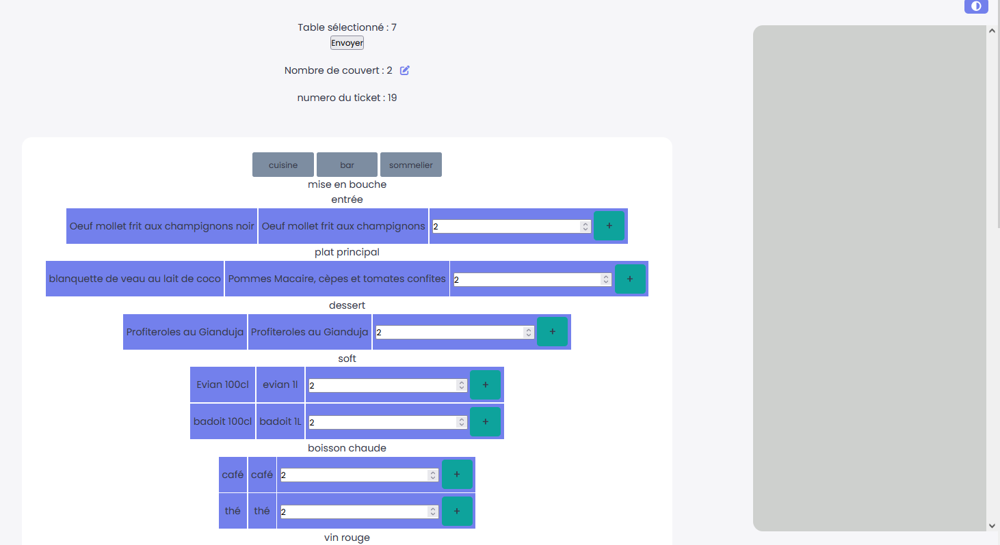 Table sélectionné : 7
Envoyer
Nombre de couvert : 2
numero du ticket : 19
cuisine bar sommelier
mise en bouche
entrée
Oeuf mollet frit aux champignons noir Oeuf mollet frit aux champignons 2 +
plat principal
blanquette de veau au lait de coco Pommes Macaire, cèpes et tomates confites 2 +
dessert
Profiteroles au Gianduja Profiteroles au Gianduja 2 +
soft
Evian 100cl evian 1l 2 +
badoit 100cl badoit 1L 2 +
boisson chaude
café café 2 +
thé thé 2 +
vin rouge